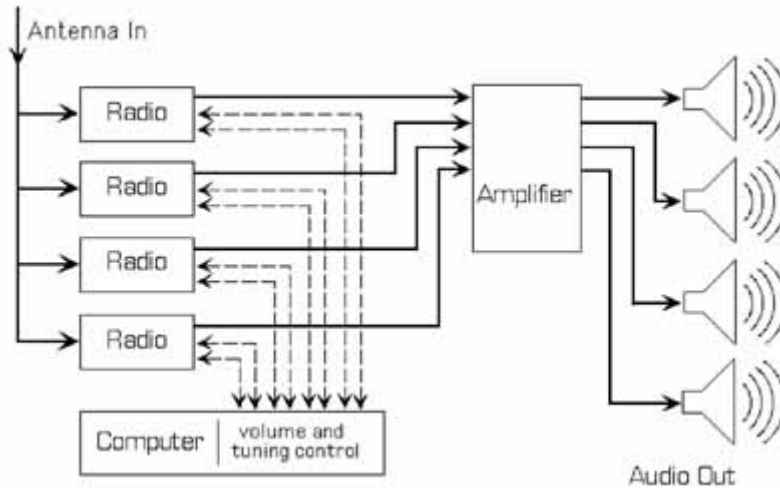 Antenna In
Radio
Radio
Radio
Radio
Amplifier
Computer
volume and
tuning control
Audio Out